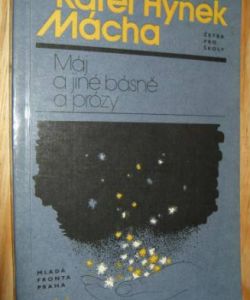 Karel Hynek
Mácha
ČETBA
PRO
ŠKOLY
Máj
a jiné básně
a prózy
MLADÁ
FRONTA
PRAHA